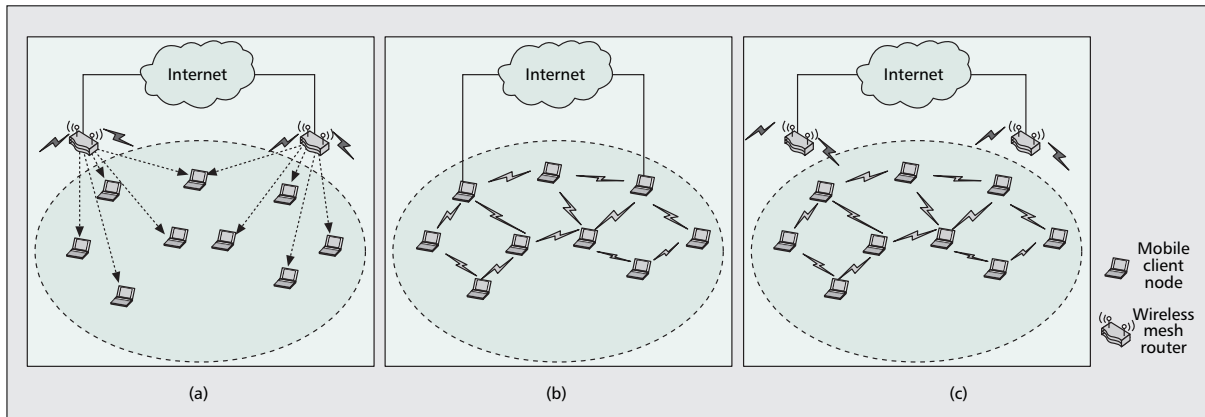 Internet
Internet
Internet
Mobile
client
node
Wireless
mesh
router
(a)
(b)
(c)